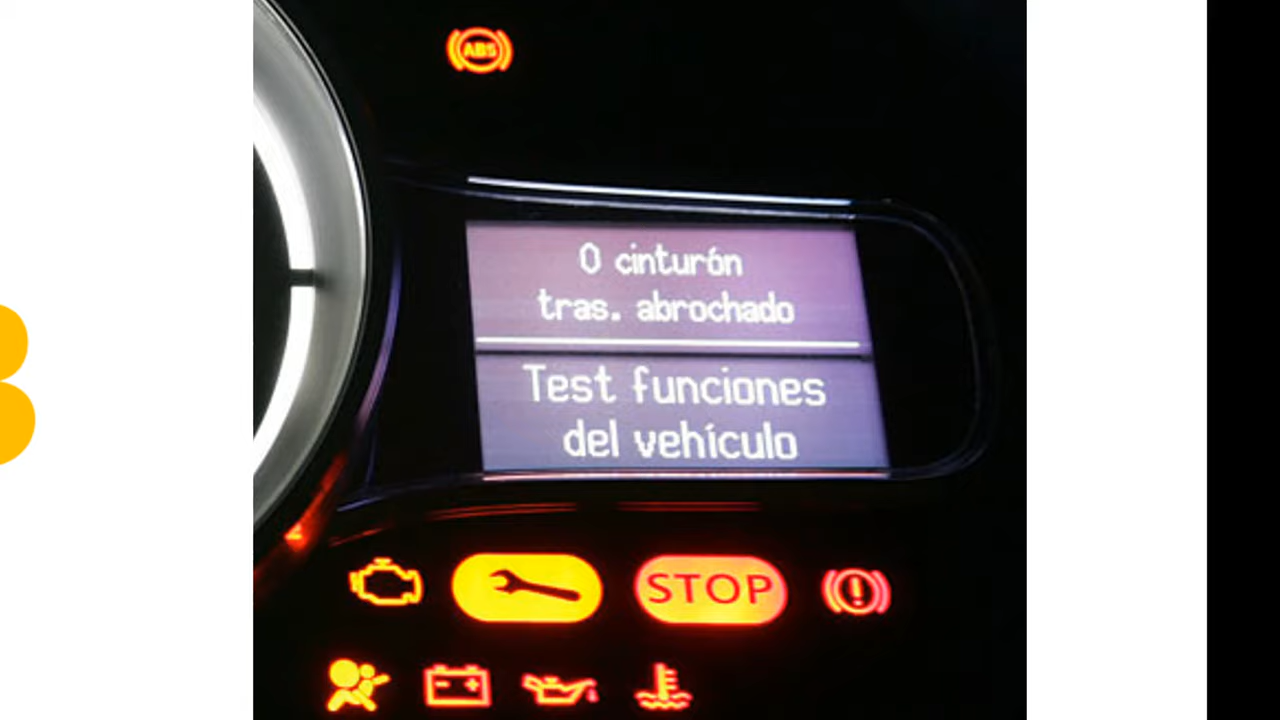 ABS
0 cinturón
tras. abrochado
Test funciones
del vehículo
STOP